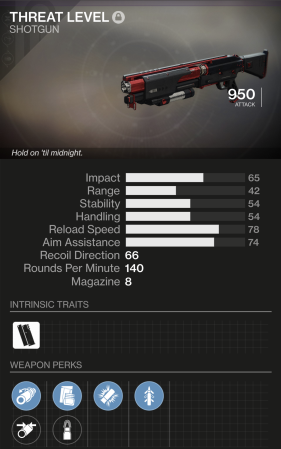 THREAT LEVEL
SHOTGUN
950
ATTACK
Hold on 'til midnight.
Impact 65
Range 42
Stability 54
Handling 54
Reload Speed 78
Aim Assistance 74
Recoil Direction 66
Rounds Per Minute 140
Magazine 8
INTRINSIC TRAITS
WEAPON PERKS